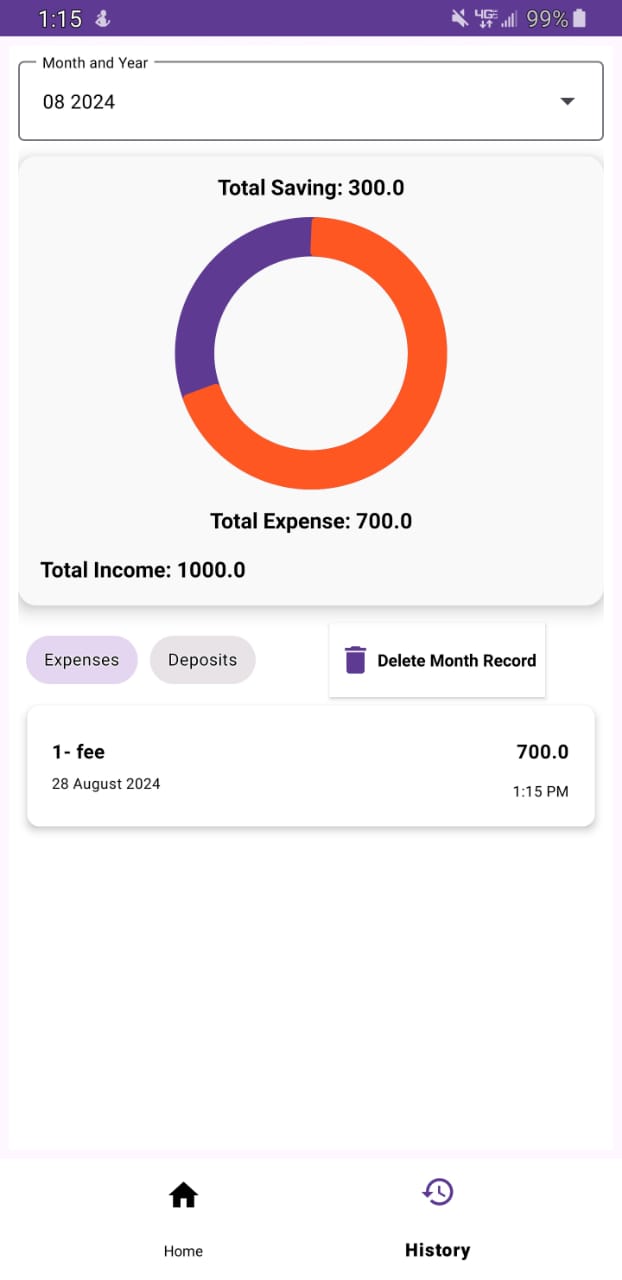 1:15 4GE 99%
Month and Year
08 2024
Total Saving: 300.0
Total Expense: 700.0
Total Income: 1000.0
Expenses Deposits Delete Month Record
1- fee 700.0
28 August 2024 1:15 PM
Home History